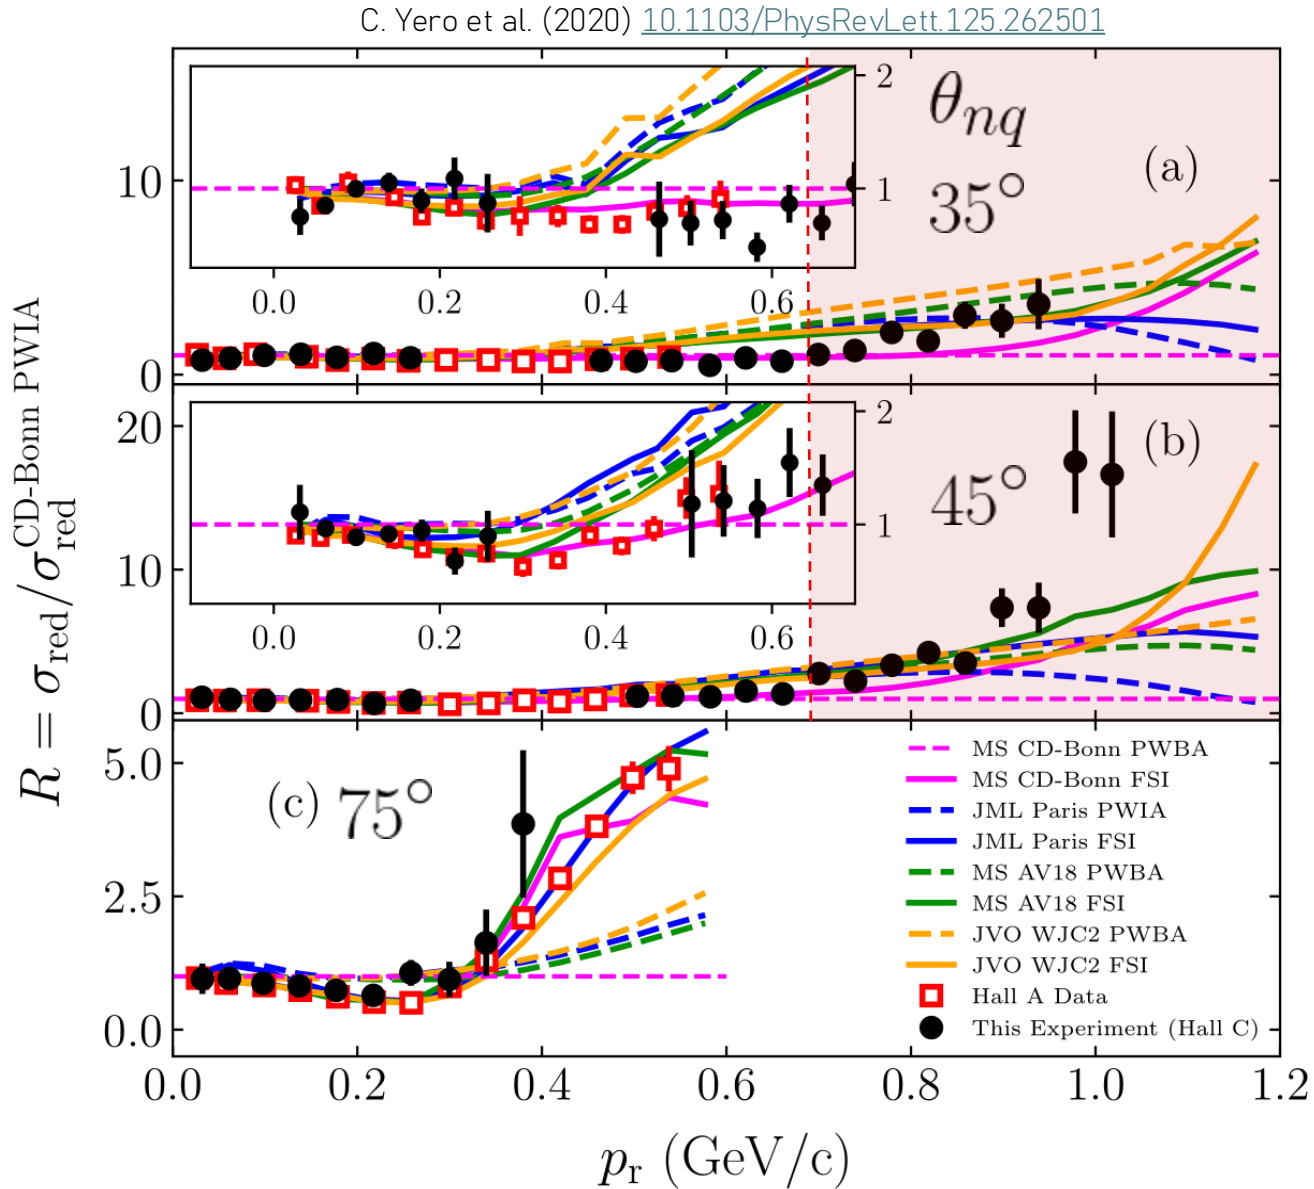 C. Yero et al. (2020) 10.1103/PhysRevLett.125.262501
R = σred/σred^CD-Bonn PWIA
2
1
0.0 0.2 0.4 0.6
θnq
35°
(a)
10
0
2
1
0.0 0.2 0.4 0.6
45°
(b)
20
10
0
(c) 75°
5.0
2.5
0.0
MS CD-Bonn PWBA
MS CD-Bonn FSI
JML Paris PWIA
JML Paris FSI
MS AV18 PWBA
MS AV18 FSI
JVO WJC2 PWBA
JVO WJC2 FSI
Hall A Data
This Experiment (Hall C)
0.0 0.2 0.4 0.6 0.8 1.0 1.2
pr (GeV/c)